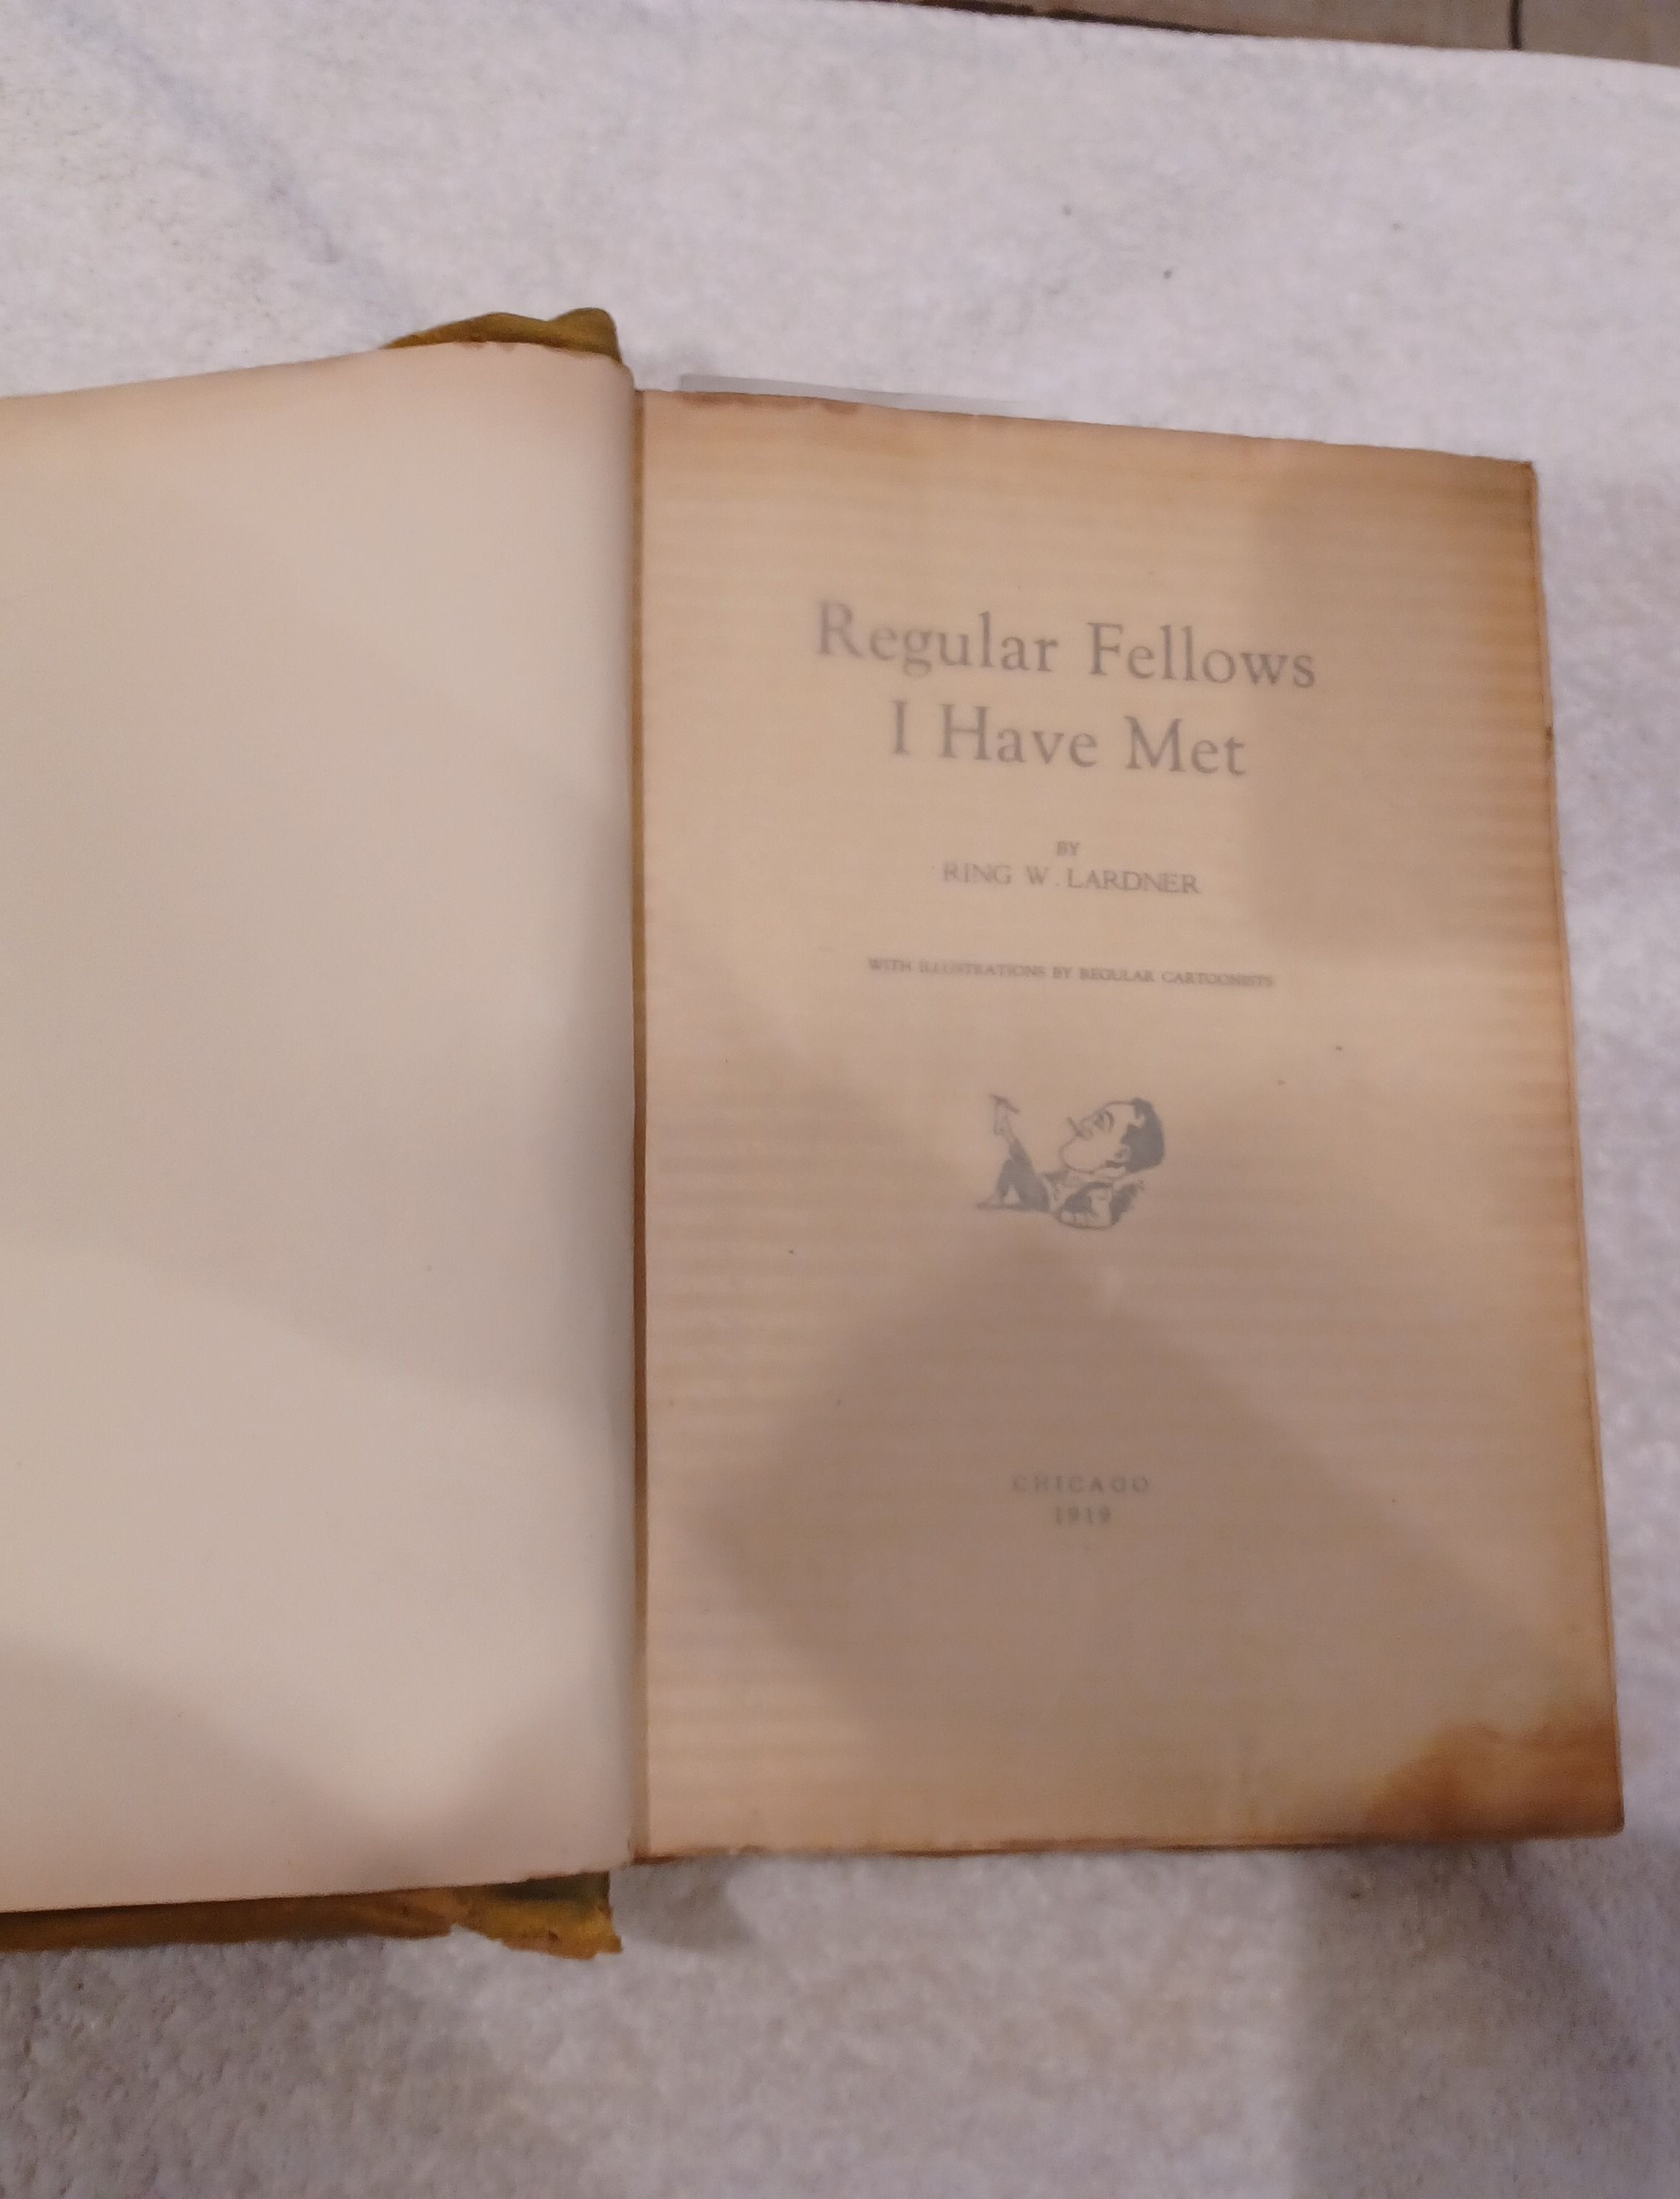 Regular Fellows
I Have Met
BY
RING W. LARDNER
WITH ILLUSTRATIONS BY REGULAR CARTOONISTS
CHICAGO
1919